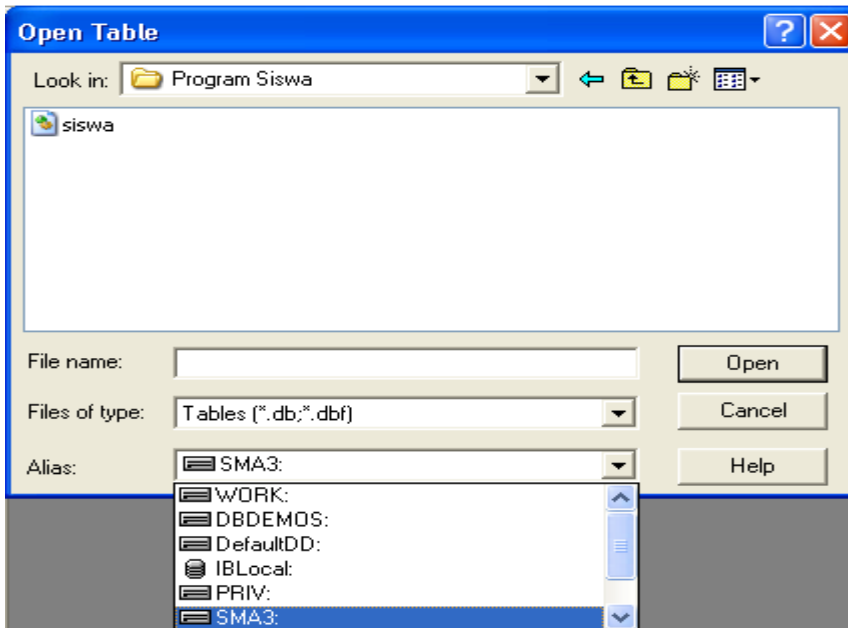 Open Table
Look in: Program Siswa
siswa
File name:
Open
Files of type: Tables (*.db;*.dbf)
Cancel
Alias: SMA3:
Help
WORK:
DBDEMOS:
DefaultDD:
IBLocal:
PRIV:
SMA3: